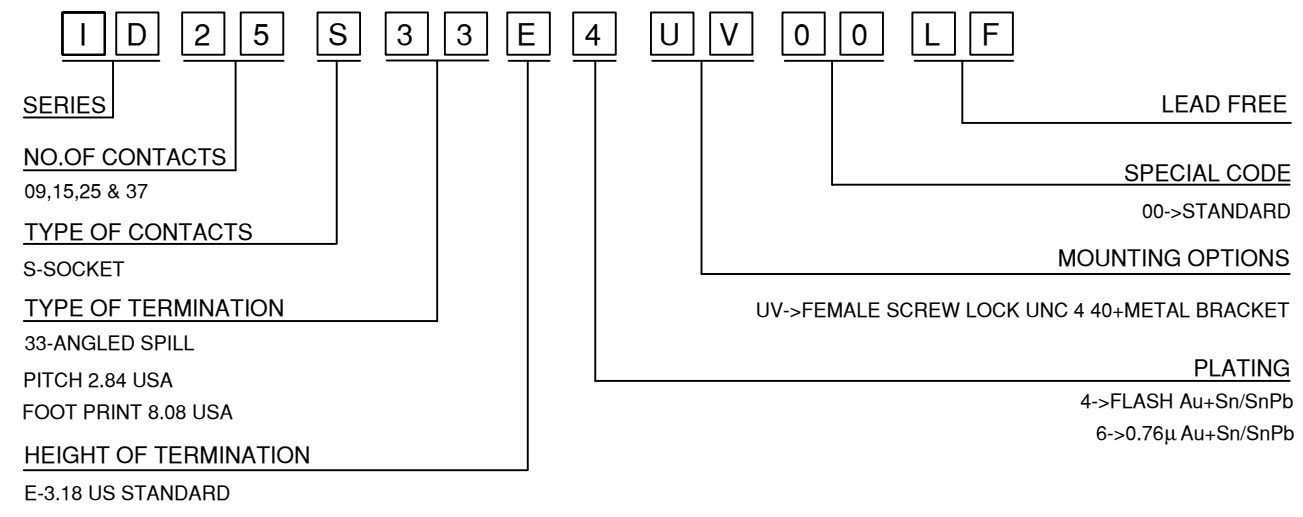 I D 2 5 S 3 3 E 4 U V 0 0 L F
SERIES
NO.OF CONTACTS
09,15,25 & 37
TYPE OF CONTACTS
S-SOCKET
TYPE OF TERMINATION
33-ANGLED SPILL
PITCH 2.84 USA
FOOT PRINT 8.08 USA
HEIGHT OF TERMINATION
E-3.18 US STANDARD
LEAD FREE
SPECIAL CODE
00->STANDARD
MOUNTING OPTIONS
UV->FEMALE SCREW LOCK UNC 4 40+METAL BRACKET
PLATING
4->FLASH Au+Sn/SnPb
6->0.76µ Au+Sn/SnPb